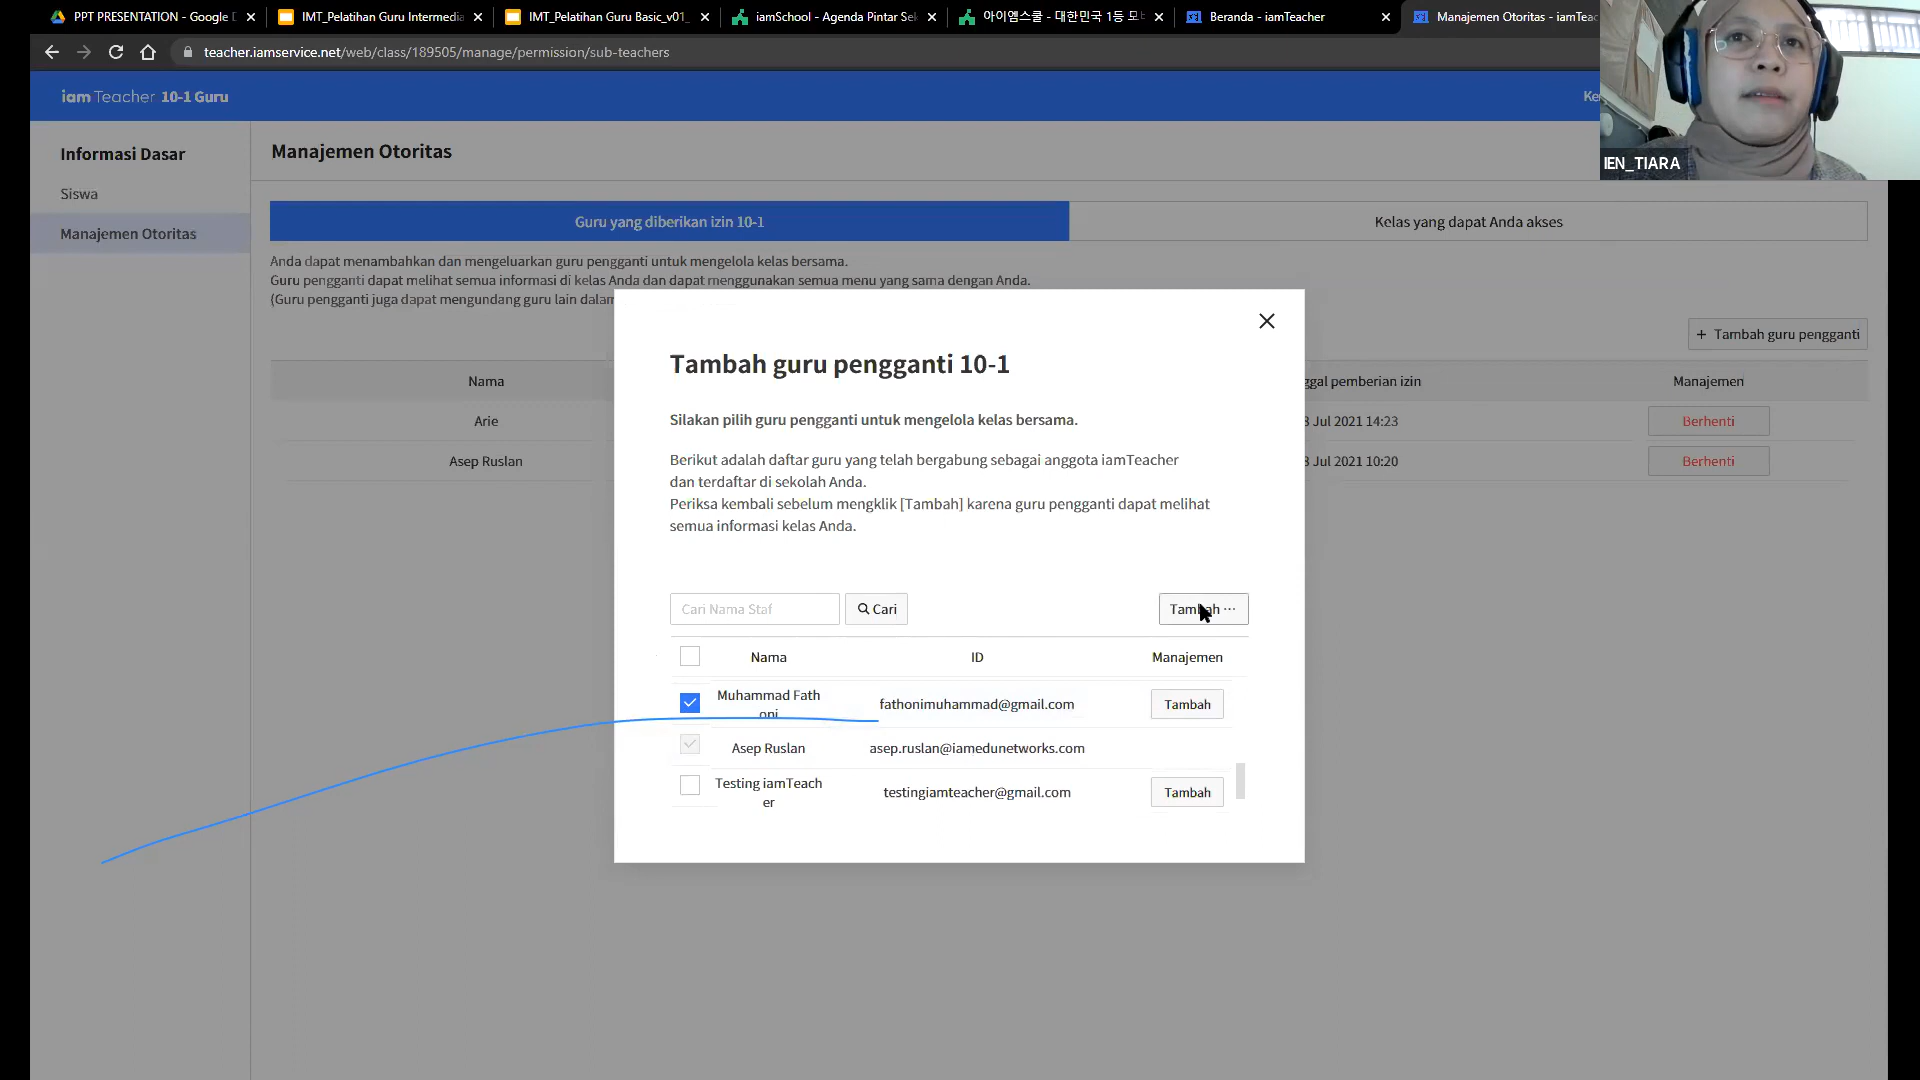 PPT PRESENTATION - Google D
IMT_Pelatihan Guru Intermedia
IMT_Pelatihan Guru Basic_v01_
iamSchool - Agenda Pintar Sek
아이엠스쿨 - 대한민국 1등 모
Beranda - iamTeacher
Manajemen Otoritas - iamTeac
teacher.iamservice.net/web/class/189505/manage/permission/sub-teachers
iamTeacher 10-1 Guru
IEN_TIARA
Informasi Dasar
Siswa
Manajemen Otoritas
Manajemen Otoritas
Guru yang diberikan izin 10-1
Kelas yang dapat Anda akses
Anda dapat menambahkan dan mengeluarkan guru pengganti untuk mengelola kelas bersama.
Guru pengganti dapat melihat semua informasi di kelas Anda dan dapat menggunakan semua menu yang sama dengan Anda.
(Guru pengganti juga dapat mengundang guru lain dalam
+ Tambah guru pengganti
Nama
ggal pemberian izin
Manajemen
Arie
3 Jul 2021 14:23
Berhenti
Asep Ruslan
3 Jul 2021 10:20
Berhenti
Tambah guru pengganti 10-1
Silakan pilih guru pengganti untuk mengelola kelas bersama.
Berikut adalah daftar guru yang telah bergabung sebagai anggota iamTeacher
dan terdaftar di sekolah Anda.
Periksa kembali sebelum mengklik [Tambah] karena guru pengganti dapat melihat
semua informasi kelas Anda.
Cari Nama Staf
Cari
Tambah ···
Nama
ID
Manajemen
Muhammad Fath
oni
fathonimuhammad@gmail.com
Tambah
Asep Ruslan
asep.ruslan@iamedunetworks.com
Testing iamTeach
er
testingiamteacher@gmail.com
Tambah